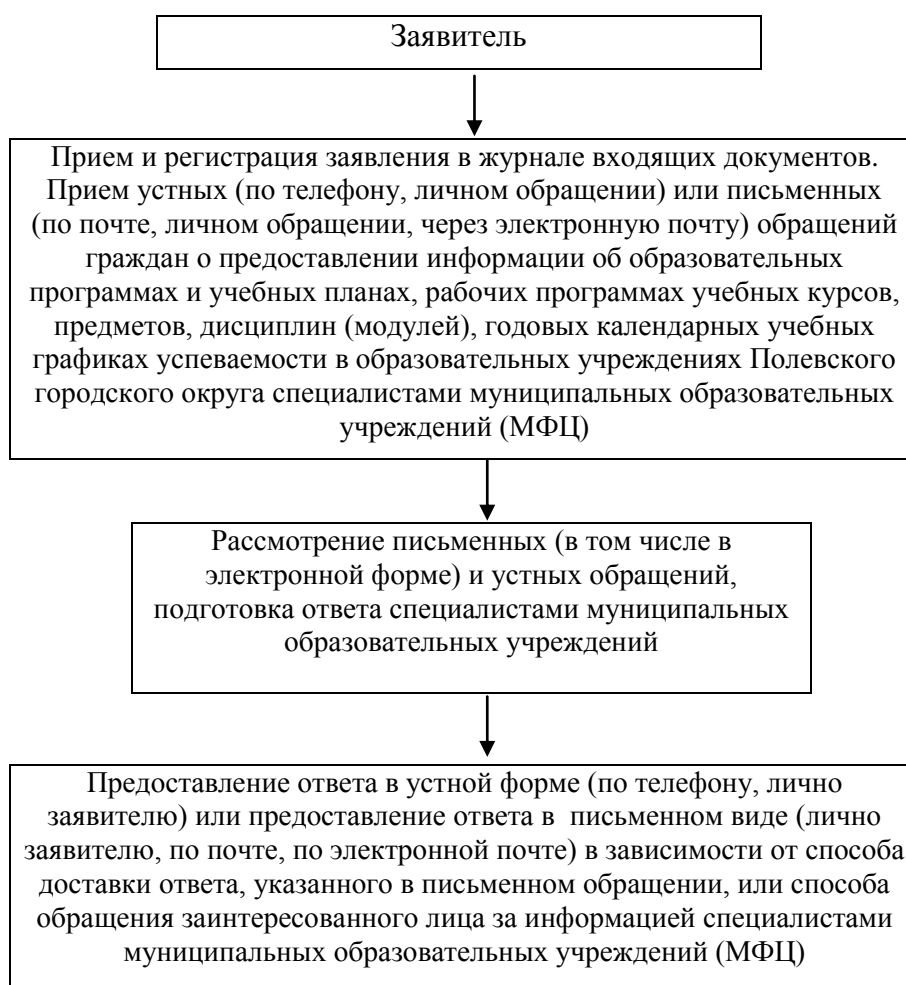 Заявитель
Прием и регистрация заявления в журнале входящих документов.
Прием устных (по телефону, личном обращении) или письменных
(по почте, личном обращении, через электронную почту) обращений
граждан о предоставлении информации об образовательных
программах и учебных планах, рабочих программах учебных курсов,
предметов, дисциплин (модулей), годовых календарных учебных
графиках успеваемости в образовательных учреждениях Полевского
городского округа специалистами муниципальных образовательных
учреждений (МФЦ)
Рассмотрение письменных (в том числе в
электронной форме) и устных обращений,
подготовка ответа специалистами муниципальных
образовательных учреждений
Предоставление ответа в устной форме (по телефону, лично
заявителю) или предоставление ответа в письменном виде (лично
заявителю, по почте, по электронной почте) в зависимости от способа
доставки ответа, указанного в письменном обращении, или способа
обращения заинтересованного лица за информацией специалистами
муниципальных образовательных учреждений (МФЦ)